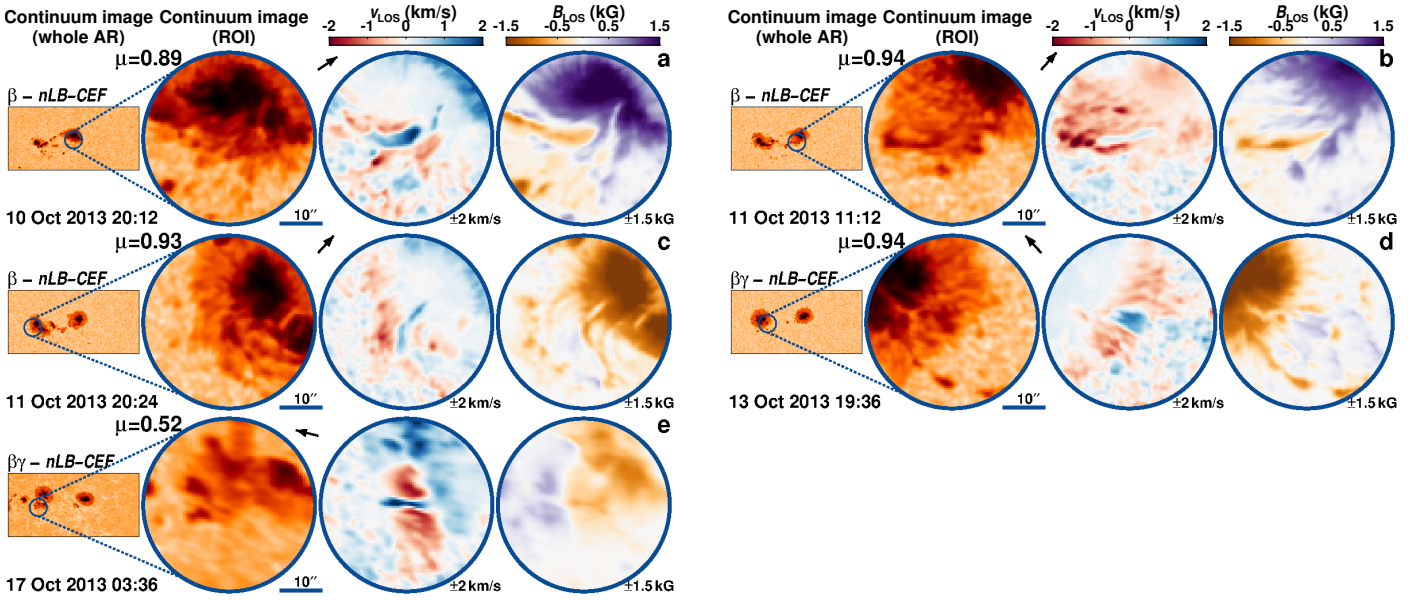 Continuum image
(whole AR)
Continuum image
(ROI)
v_LOS (km/s)
-2 -1 0 1 2
B_LOS (kG)
-1.5 -0.5 0 0.5 1.5
μ=0.89
a
β – nLB–CEF
10 Oct 2013 20:12
10″
±2 km/s
±1.5 kG
Continuum image
(whole AR)
Continuum image
(ROI)
v_LOS (km/s)
-2 -1 0 1 2
B_LOS (kG)
-1.5 -0.5 0 0.5 1.5
μ=0.94
b
β – nLB–CEF
11 Oct 2013 11:12
10″
±2 km/s
±1.5 kG
μ=0.93
c
β – nLB–CEF
11 Oct 2013 20:24
10″
±2 km/s
±1.5 kG
μ=0.94
d
βγ – nLB–CEF
13 Oct 2013 19:36
10″
±2 km/s
±1.5 kG
μ=0.52
e
βγ – nLB–CEF
17 Oct 2013 03:36
10″
±2 km/s
±1.5 kG